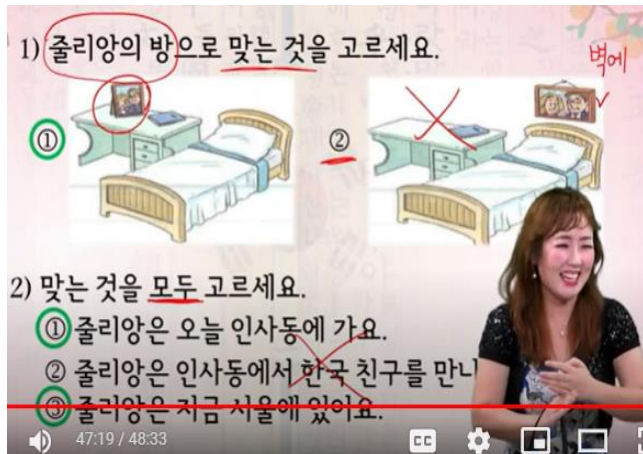 1) 줄리앙의 방으로 맞는 것을 고르세요.
벽에
① ②
2) 맞는 것을 모두 고르세요.
① 줄리앙은 오늘 인사동에 가요.
② 줄리앙은 인사동에서 한국 친구를
③ 줄리앙은 지금 서울에 있어요.
47:19 / 48:33
CC